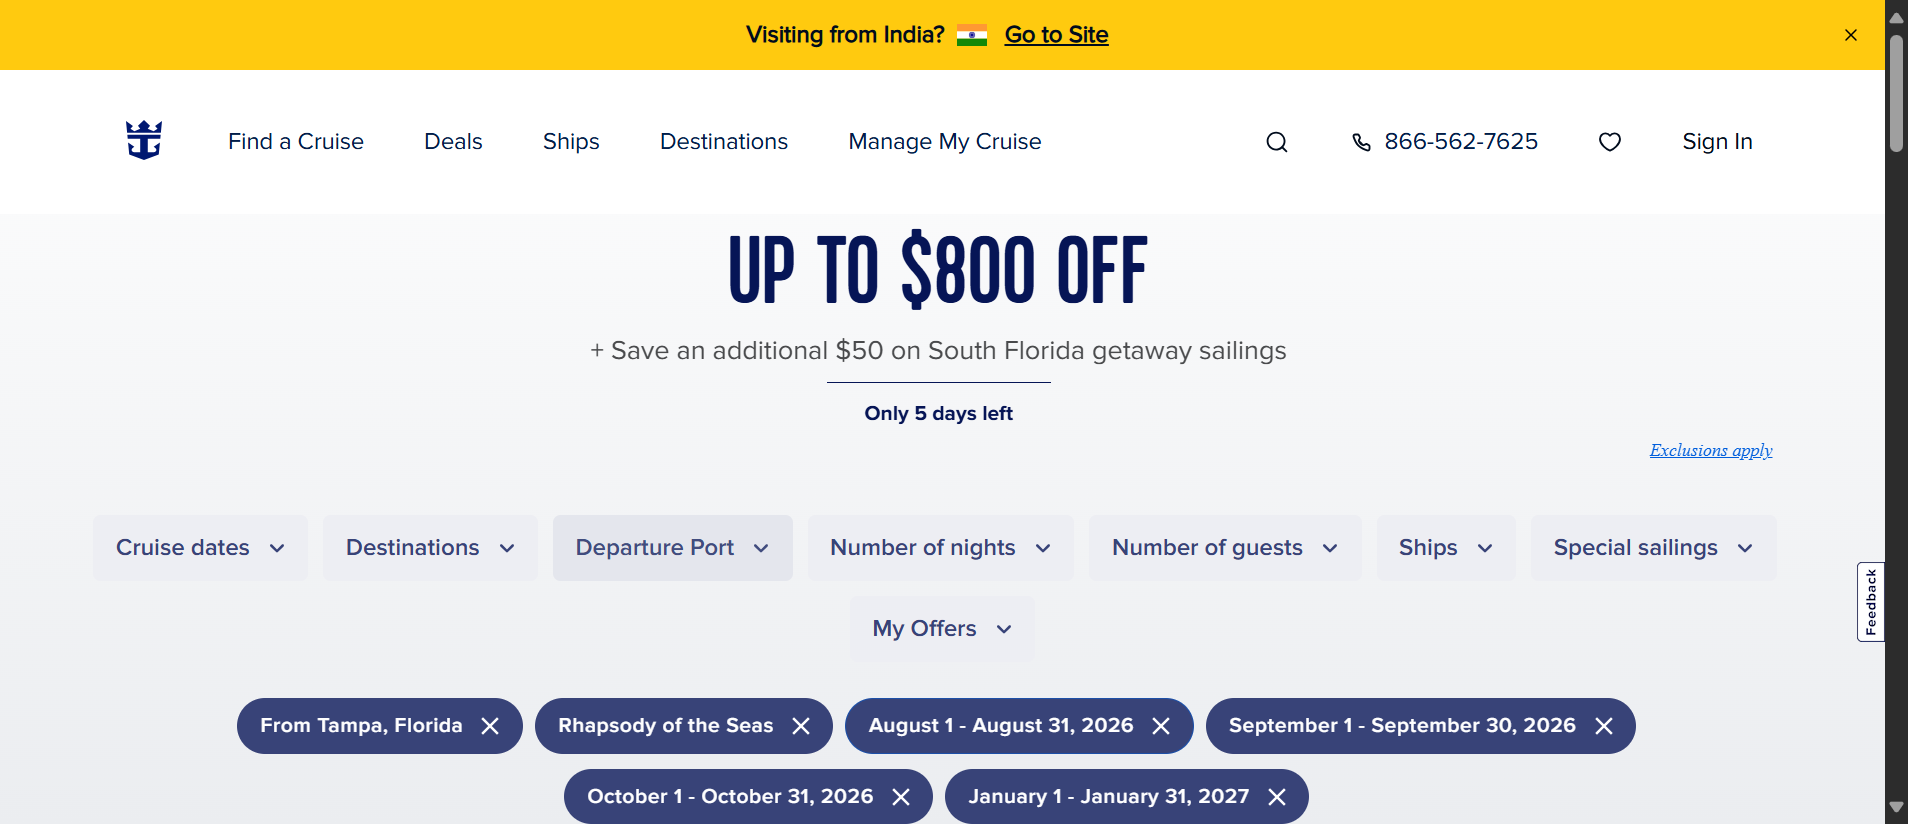 Visiting from India? Go to Site
Find a Cruise Deals Ships Destinations Manage My Cruise 866-562-7625 Sign In
UP TO $800 OFF
+ Save an additional $50 on South Florida getaway sailings
Only 5 days left
Exclusions apply
Cruise dates Destinations Departure Port Number of nights Number of guests Ships Special sailings
Feedback
My Offers
From Tampa, Florida Rhapsody of the Seas August 1 - August 31, 2026 September 1 - September 30, 2026
October 1 - October 31, 2026 January 1 - January 31, 2027